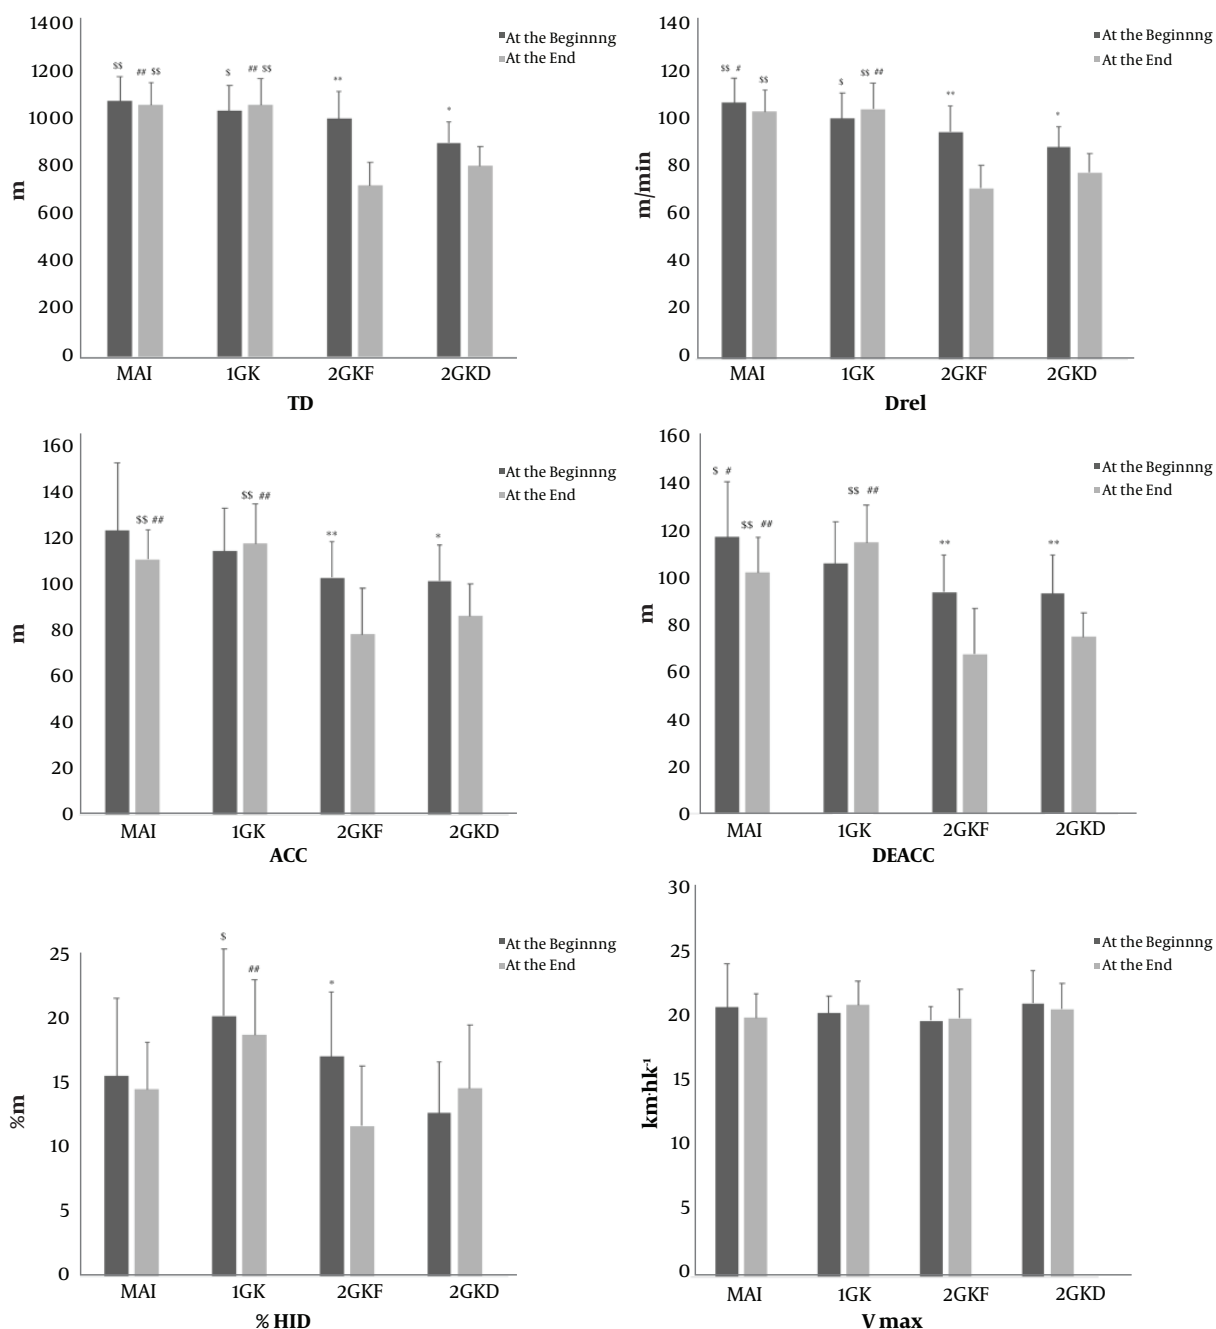 1400
1200
1000
800
600
400
200
0
m
$$
## $$
$
## $$
**
*
At the Beginnng
At the End
MAI 1GK 2GKF 2GKD
TD
140
120
100
80
60
40
20
0
m/min
$$ #
$$
$
$$ ##
**
*
At the Beginnng
At the End
MAI 1GK 2GKF 2GKD
Drel
160
140
120
100
80
60
40
20
0
m
$$ ##
$$ ##
**
*
At the Beginnng
At the End
MAI 1GK 2GKF 2GKD
ACC
160
140
120
100
80
60
40
20
0
m
$ #
$$ ##
$$ ##
**
**
At the Beginnng
At the End
MAI 1GK 2GKF 2GKD
DEACC
25
20
15
10
5
0
%m
$
##
*
At the Beginnng
At the End
MAI 1GK 2GKF 2GKD
% HID
30
25
20
15
10
5
0
km·hk⁻¹
At the Beginnng
At the End
MAI 1GK 2GKF 2GKD
V max